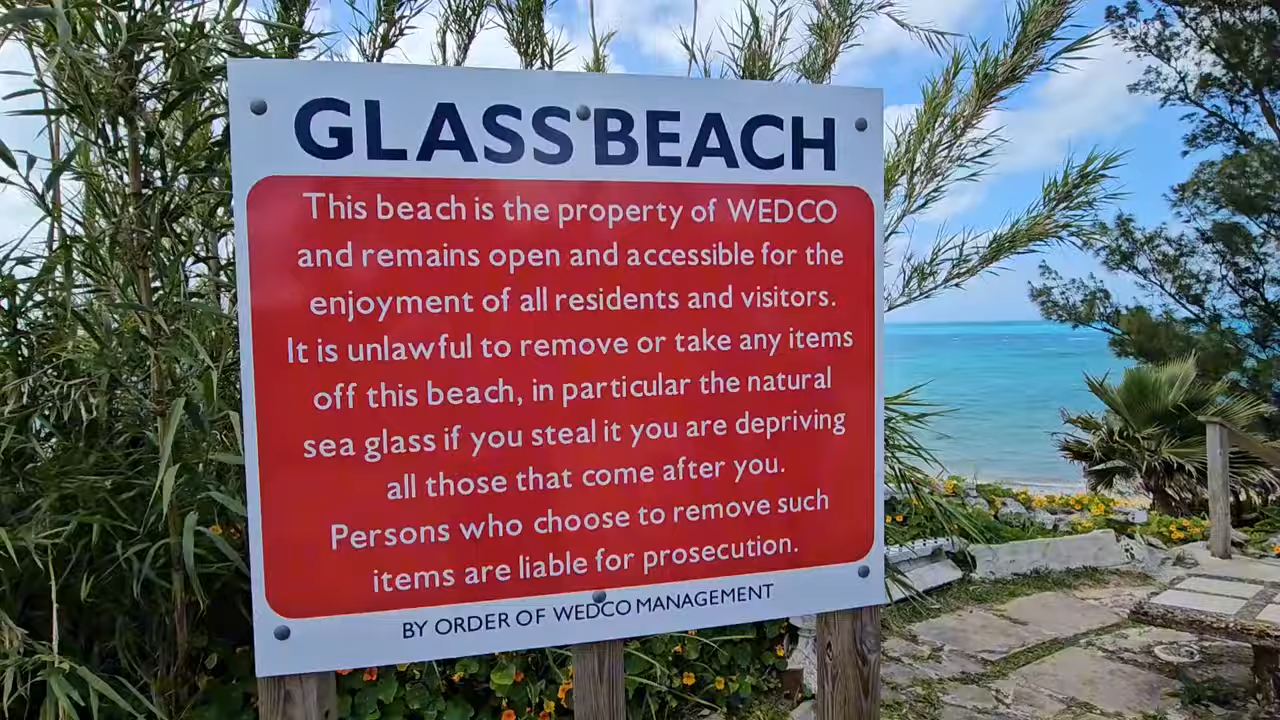 GLASS BEACH
This beach is the property of WEDCO
and remains open and accessible for the
enjoyment of all residents and visitors.
It is unlawful to remove or take any items
off this beach, in particular the natural
sea glass if you steal it you are depriving
all those that come after you.
Persons who choose to remove such
items are liable for prosecution.
BY ORDER OF WEDCO MANAGEMENT